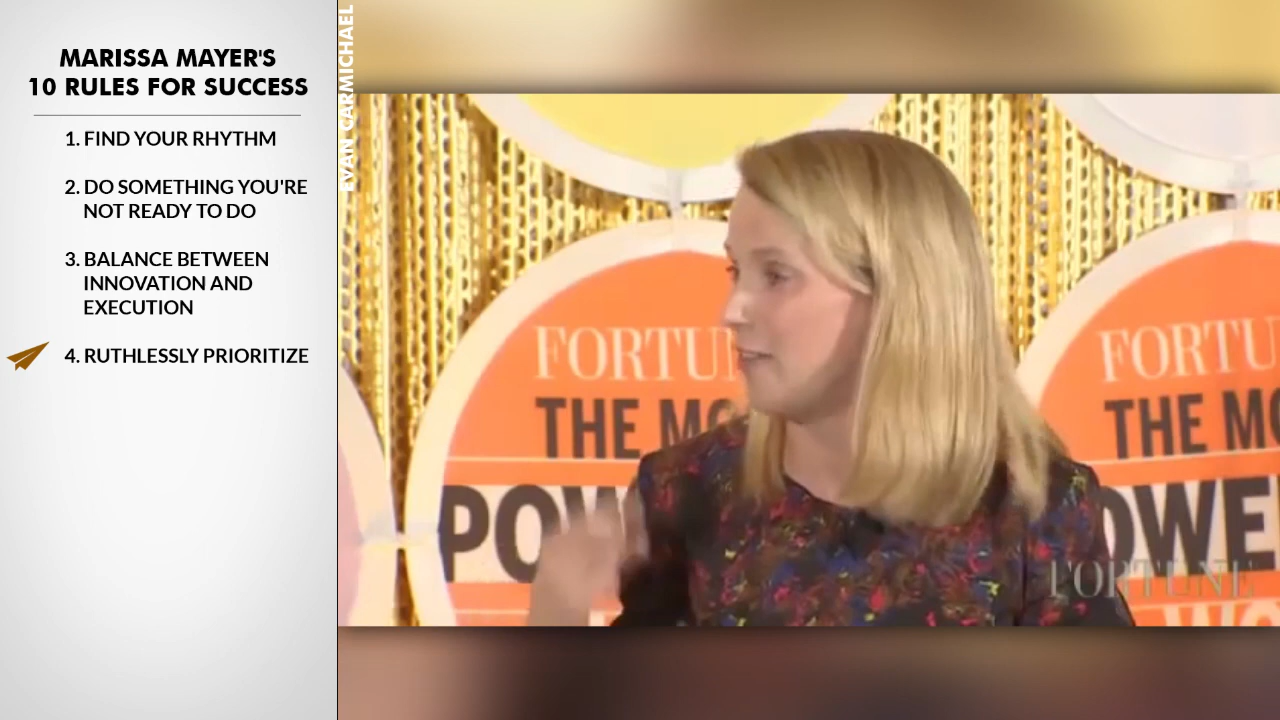 MARISSA MAYER'S
10 RULES FOR SUCCESS
1. FIND YOUR RHYTHM
2. DO SOMETHING YOU'RE
NOT READY TO DO
3. BALANCE BETWEEN
INNOVATION AND
EXECUTION
4. RUTHLESSLY PRIORITIZE
EVAN CARMICHAEL
FORTUN
THE MO
POW
FORTU
THE MO
OWE
FORTUNE